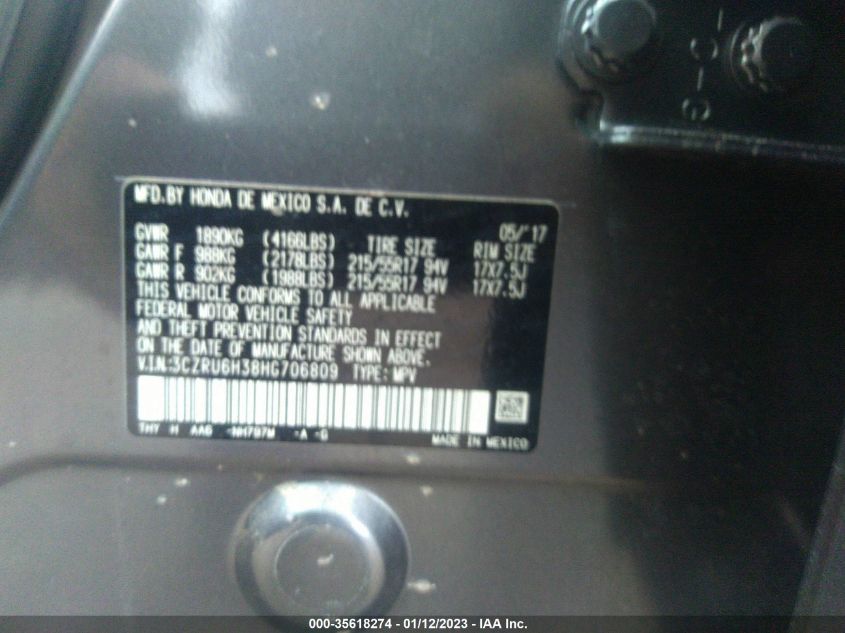 MFD.BY HONDA DE MEXICO S.A. DE C.V.
05/'17
GVWR 1890KG (4166LBS) TIRE SIZE RIM SIZE
GAWR F 988KG (2178LBS) 215/55R17 94V 17X7.5J
GAWR R 902KG (1988LBS) 215/55R17 94V 17X7.5J
THIS VEHICLE CONFORMS TO ALL APPLICABLE
FEDERAL MOTOR VEHICLE SAFETY
AND THEFT PREVENTION STANDARDS IN EFFECT
ON THE DATE OF MANUFACTURE SHOWN ABOVE.
V.I.N:3CZRU6H38HG706809 TYPE: MPV
THY H AA6 -NH797M -A -G MADE IN MEXICO
000-35618274 - 01/12/2023 - IAA Inc.